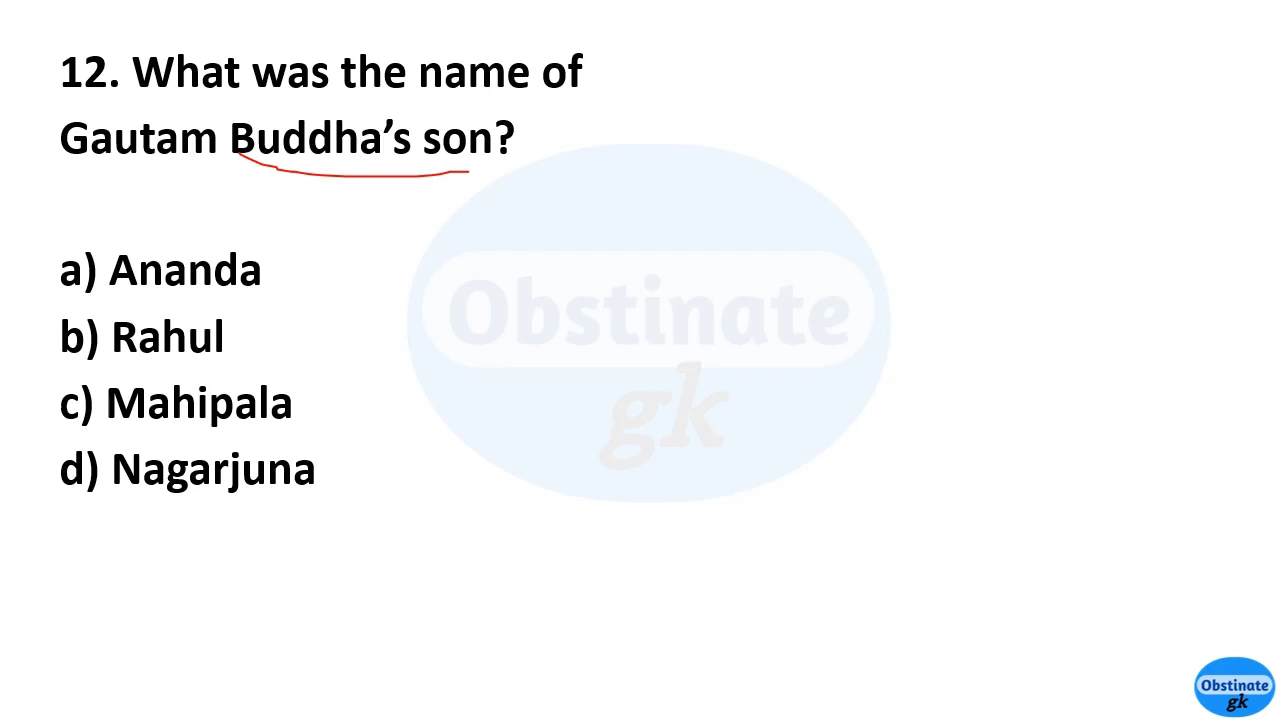 12. What was the name of
Gautam Buddha’s son?
a) Ananda
b) Rahul
c) Mahipala
d) Nagarjuna
Obstinate
gk
Obstinate
gk